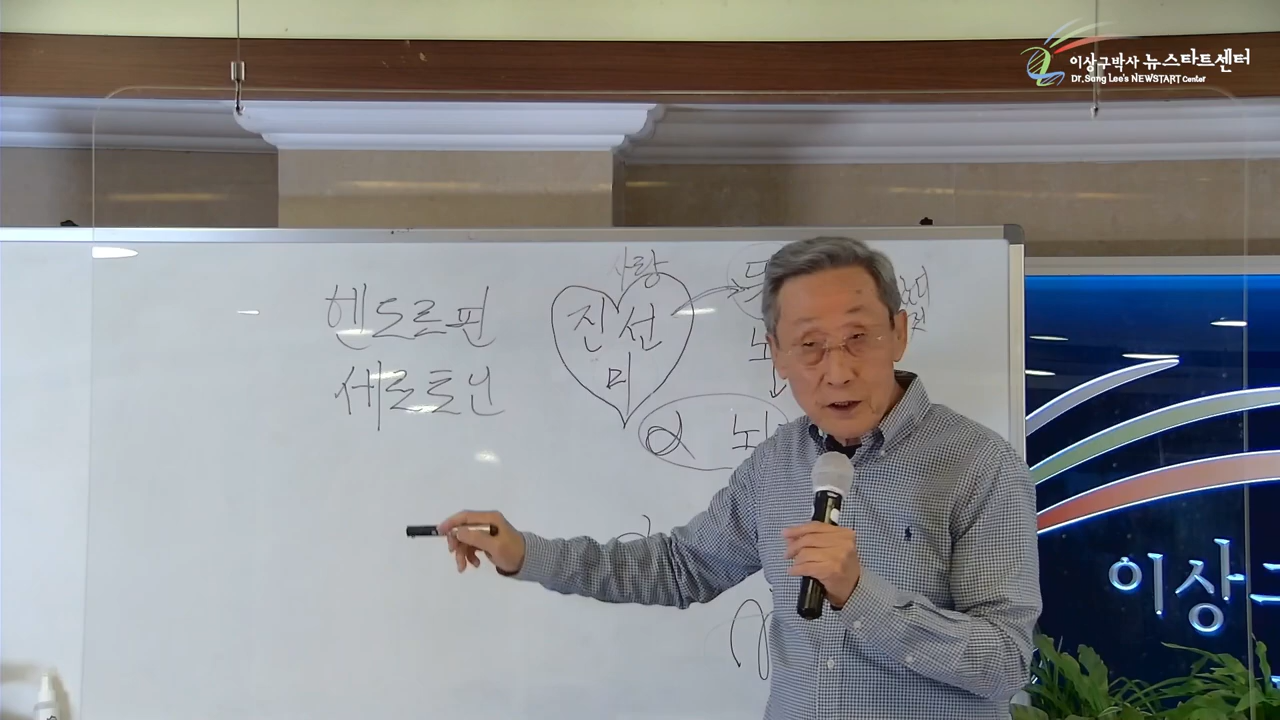 이상구박사 뉴스타트센터
Dr. Sang Lee's NEWSTART Center
사랑
엔도르핀
진 선
미
세로토닌
α 뇌
이상